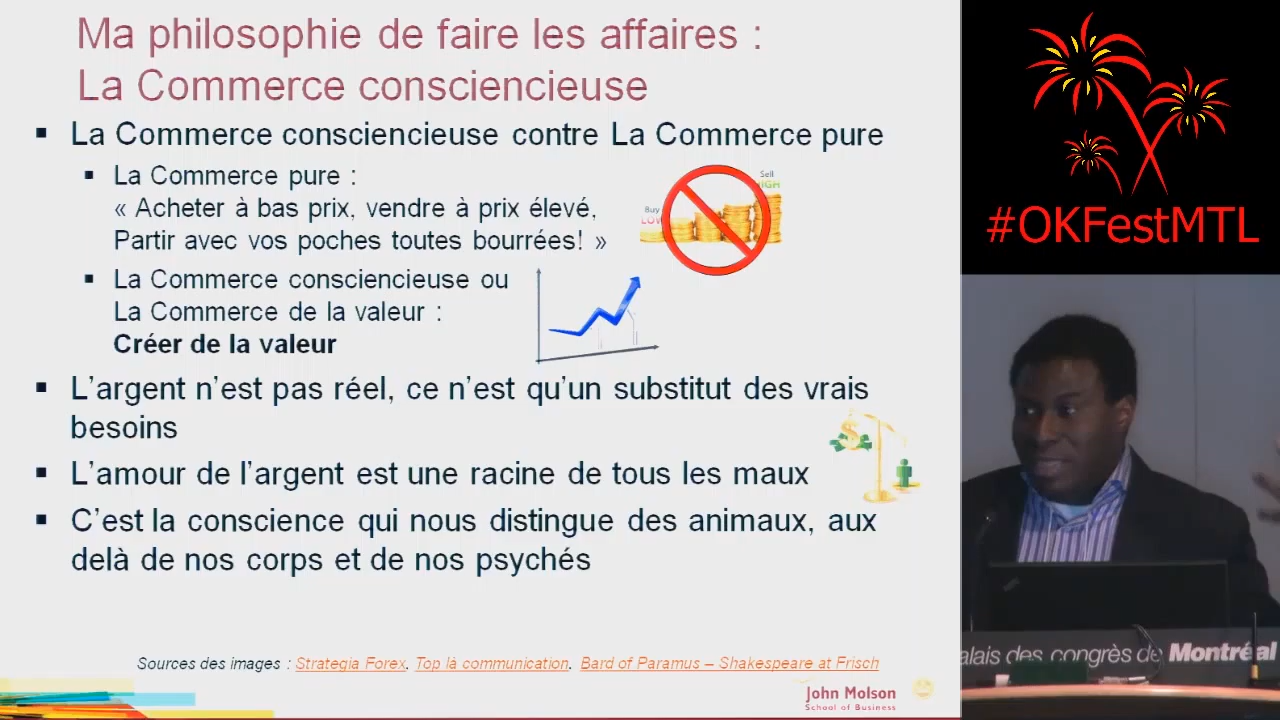 Ma philosophie de faire les affaires :
La Commerce consciencieuse
La Commerce consciencieuse contre La Commerce pure
La Commerce pure :
« Acheter à bas prix, vendre à prix élevé,
Partir avec vos poches toutes bourrées! »
Buy
LOW
Sell
HIGH
La Commerce consciencieuse ou
La Commerce de la valeur :
Créer de la valeur
L’argent n’est pas réel, ce n’est qu’un substitut des vrais
besoins
L’amour de l’argent est une racine de tous les maux
C’est la conscience qui nous distingue des animaux, aux
delà de nos corps et de nos psychés
Sources des images : Strategia Forex, Top là communication, Bard of Paramus – Shakespeare at Frisch
John Molson
School of Business
#OKFestMTL
alais des congrès de Montréal